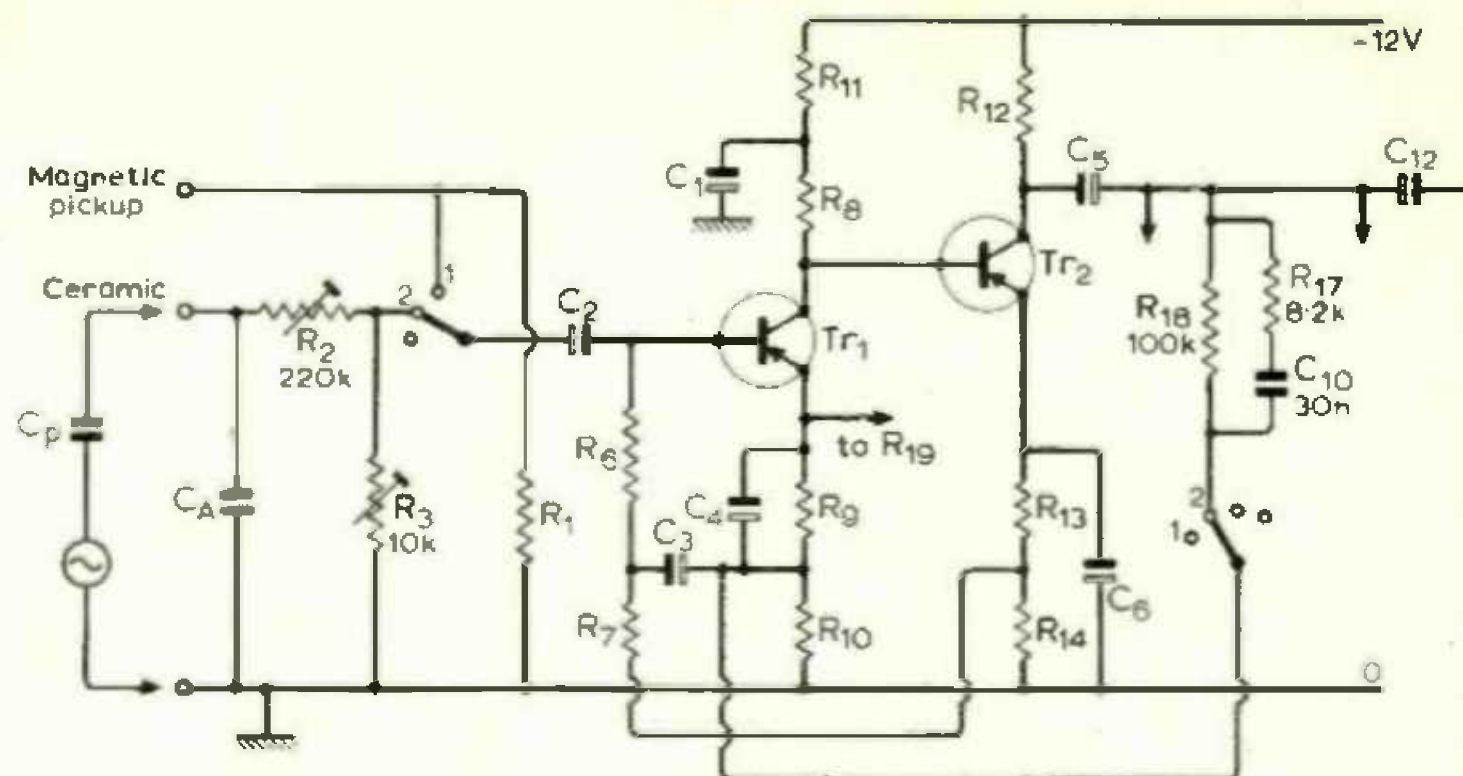 -12V
R11
R12
C5
C12
Magnetic
pickup
C1
R8
Ceramic
2
1
C2
Tr2
R17
8·2k
R18
100k
R2
220k
Tr1
C10
30n
Cp
to R19
R6
CA
R3
10k
R1
C4
R9
C3
R13
2
1
C6
R7
R10
R14
0